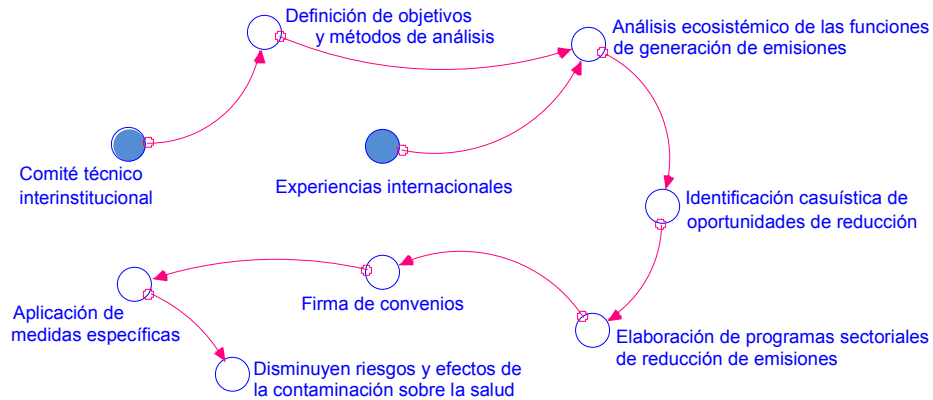 Definición de objetivos
y métodos de análisis
Análisis ecosistémico de las funciones
de generación de emisiones
Comité técnico
interinstitucional
Experiencias internacionales
Identificación casuística de
oportunidades de reducción
Firma de convenios
Aplicación de
medidas específicas
Elaboración de programas sectoriales
de reducción de emisiones
Disminuyen riesgos y efectos de
la contaminación sobre la salud